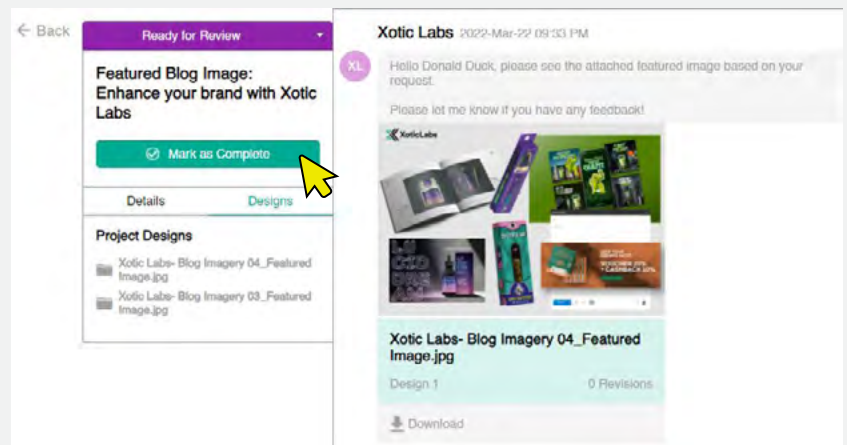 Back
Ready for Review
Featured Blog Image:
Enhance your brand with Xotic
Labs
Mark as Complete
Details
Designs
Project Designs
Xotic Labs- Blog Imagery 04_Featured
Image.jpg
Xotic Labs- Blog Imagery 03_Featured
Image.jpg
Xotic Labs 2022-Mar-22 09:33 PM
XL
Hello Donald Duck, please see the attached featured image based on your
request.
Please let me know if you have any feedback!
XoticLabs
VOUCHER 20%
Xotic Labs- Blog Imagery 04_Featured
Image.jpg
Design 1
0 Revisions
Download